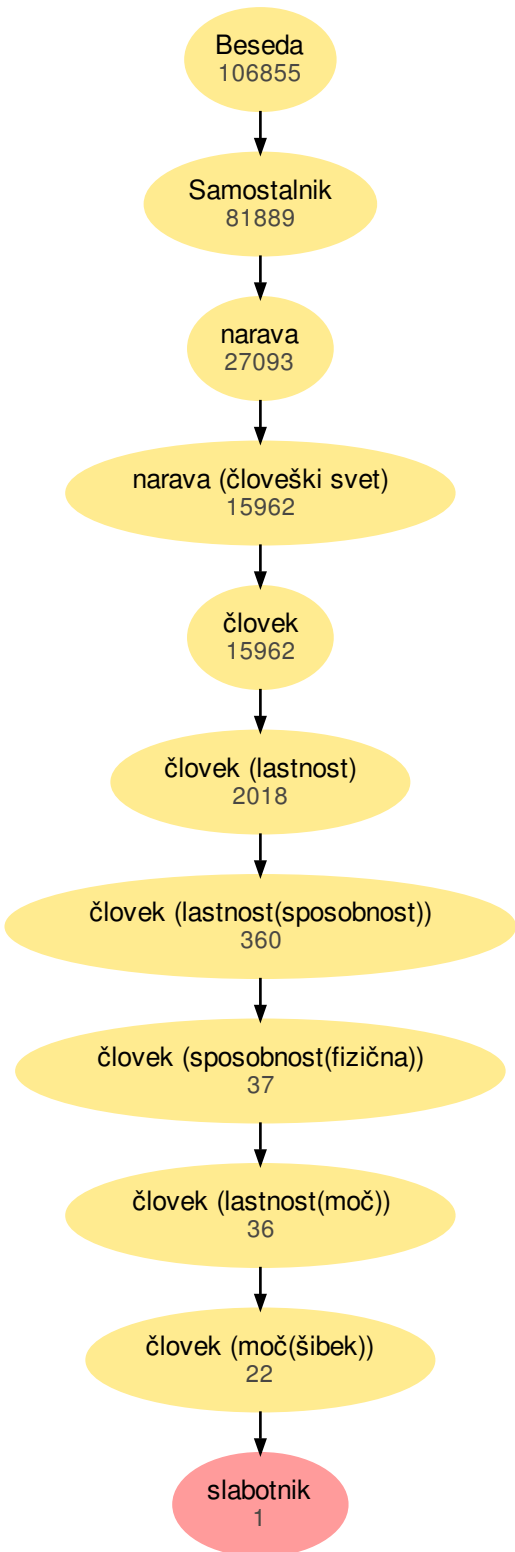 Beseda
106855
Samostalnik
81889
narava
27093
narava (človeški svet)
15962
človek
15962
človek (lastnost)
2018
človek (lastnost(sposobnost))
360
človek (sposobnost(fizična))
37
človek (lastnost(moč))
36
človek (moč(šibek))
22
slabotnik
1